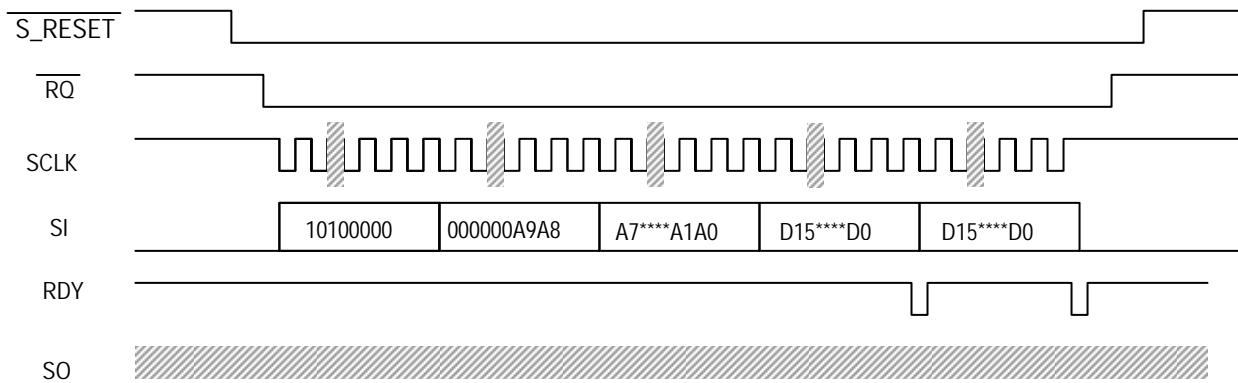 S_RESET
RQ
SCLK
SI 10100000 000000A9A8 A7****A1A0 D15****D0 D15****D0
RDY
SO